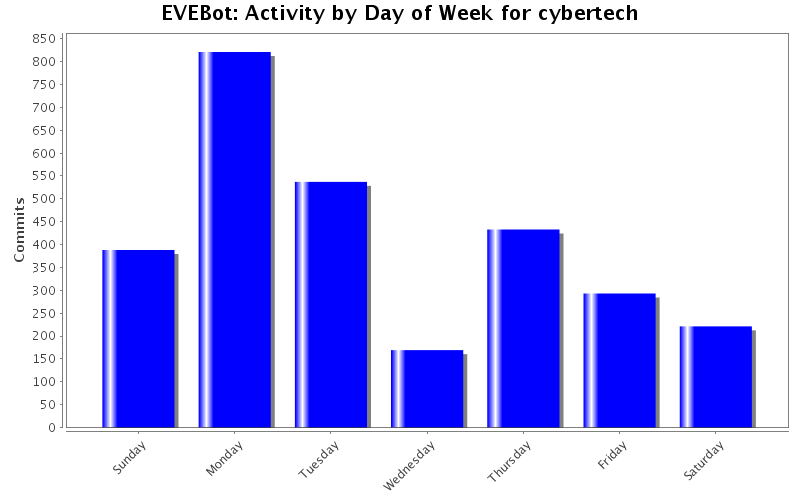 EVEBot: Activity by Day of Week for cybertech
Commits
850
800
750
700
650
600
550
500
450
400
350
300
250
200
150
100
50
0
Sunday
Monday
Tuesday
Wednesday
Thursday
Friday
Saturday